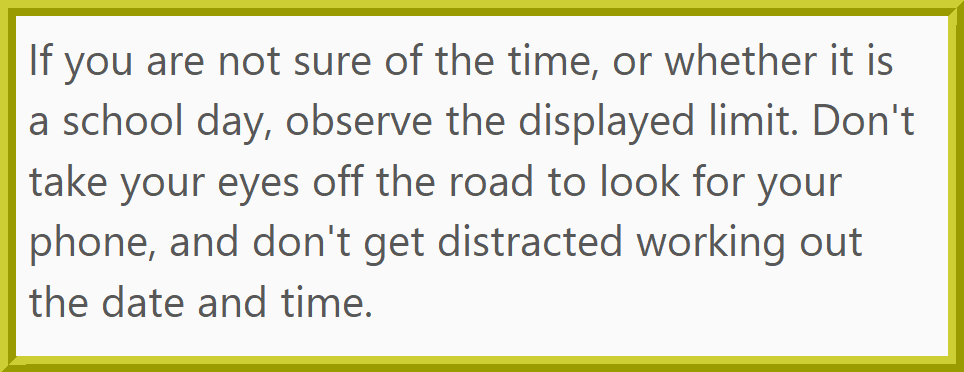 If you are not sure of the time, or whether it is
a school day, observe the displayed limit. Don't
take your eyes off the road to look for your
phone, and don't get distracted working out
the date and time.